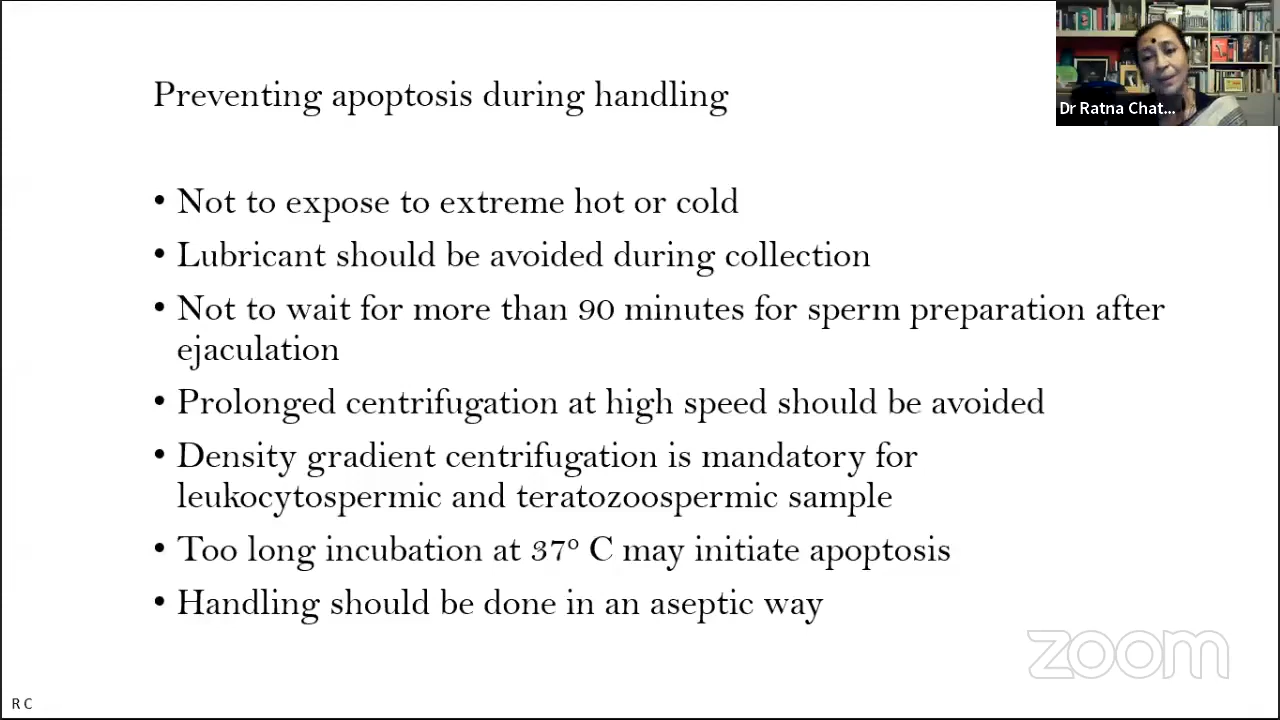 Preventing apoptosis during handling
Dr Ratna Chat...
• Not to expose to extreme hot or cold
• Lubricant should be avoided during collection
• Not to wait for more than 90 minutes for sperm preparation after
ejaculation
• Prolonged centrifugation at high speed should be avoided
• Density gradient centrifugation is mandatory for
leukocytospermic and teratozoospermic sample
• Too long incubation at 37° C may initiate apoptosis
• Handling should be done in an aseptic way
zoom
R C